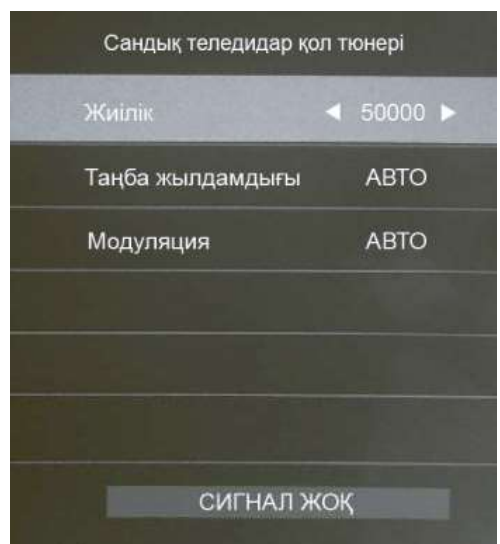 Сандық теледидар қол тюнері
Жиілік ◀ 50000 ▶
Таңба жылдамдығы АВТО
Модуляция АВТО
СИГНАЛ ЖОҚ